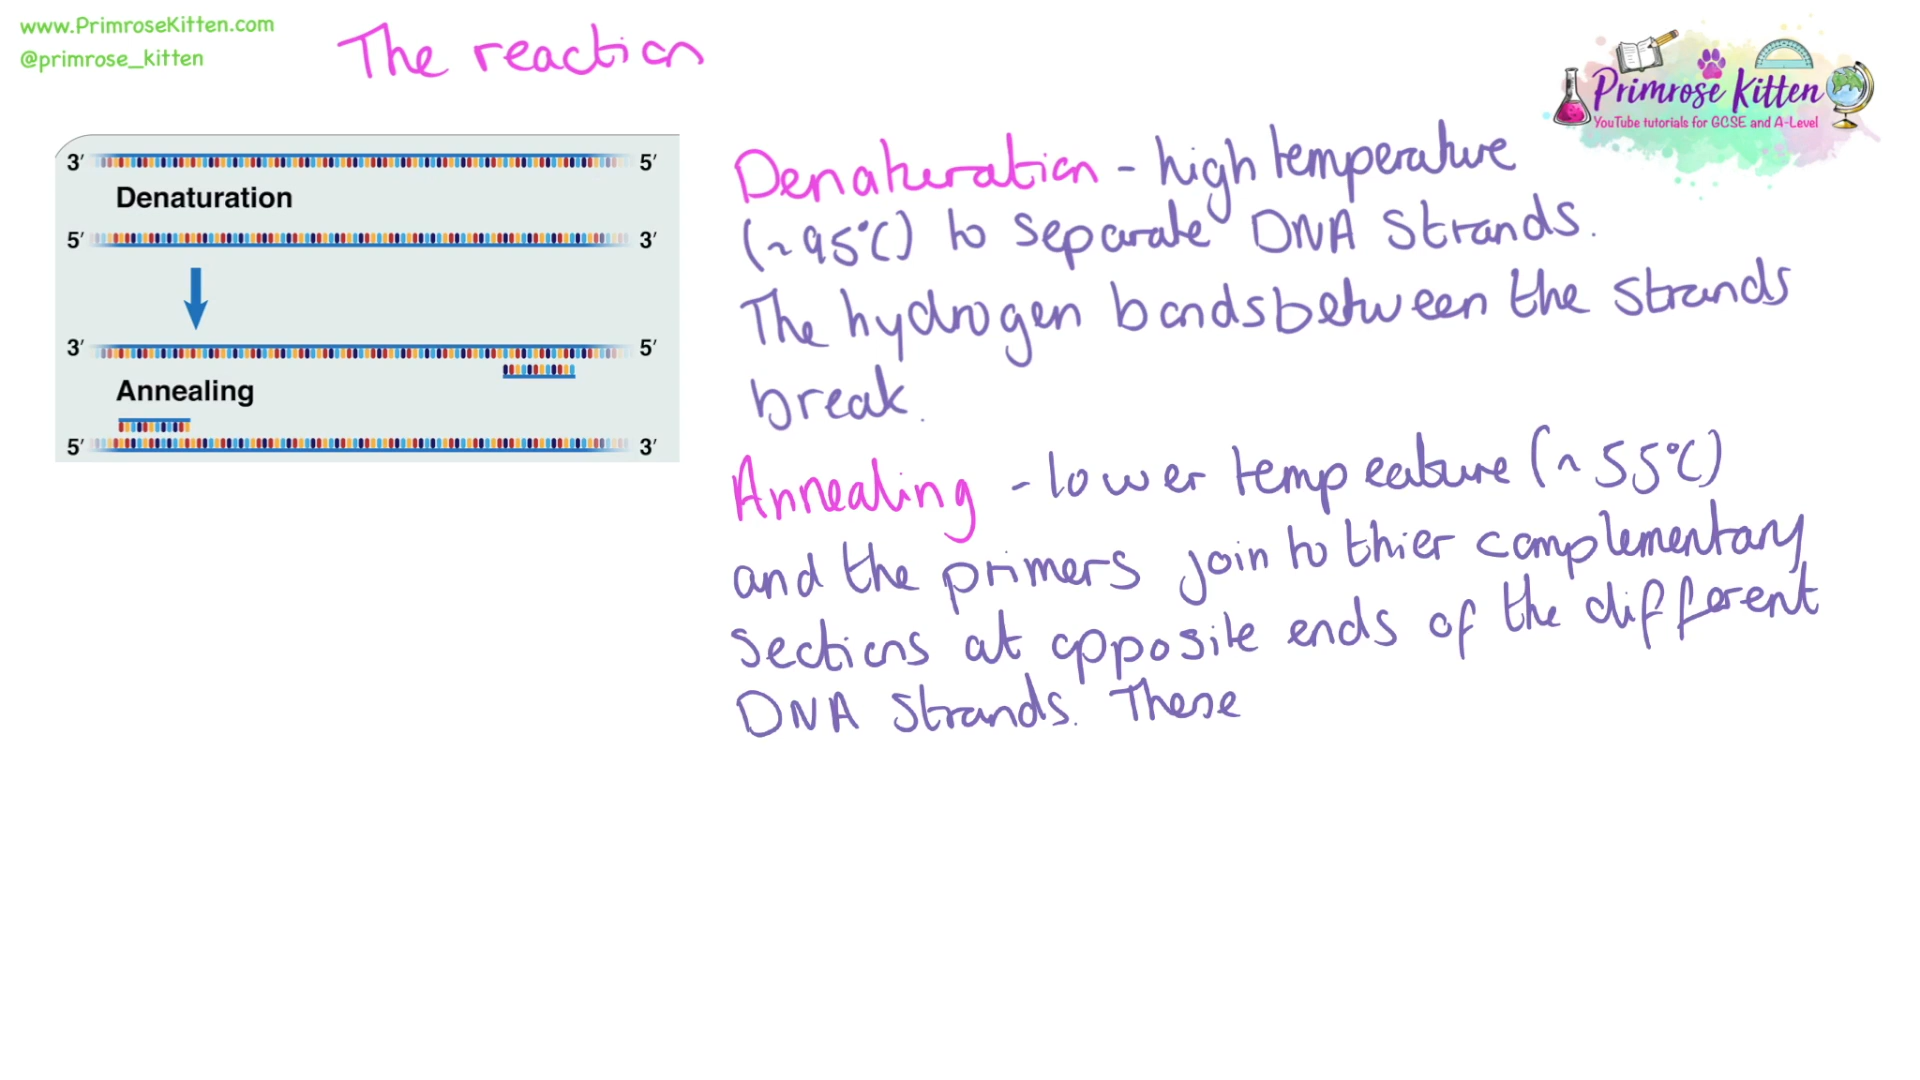 www.PrimroseKitten.com
@primrose_kitten
The reaction
Primrose Kitten
YouTube tutorials for GCSE and A-Level
3′ 5′
Denaturation
5′ 3′
3′ 5′
Annealing
5′ 3′
Denaturation - high temperature
(~95°C) to separate DNA strands.
The hydrogen bonds between the strands
break.
Annealing - lower tempeature (~55°C)
and the primers join to thier complementary
sections at opposite ends of the different
DNA strands. These